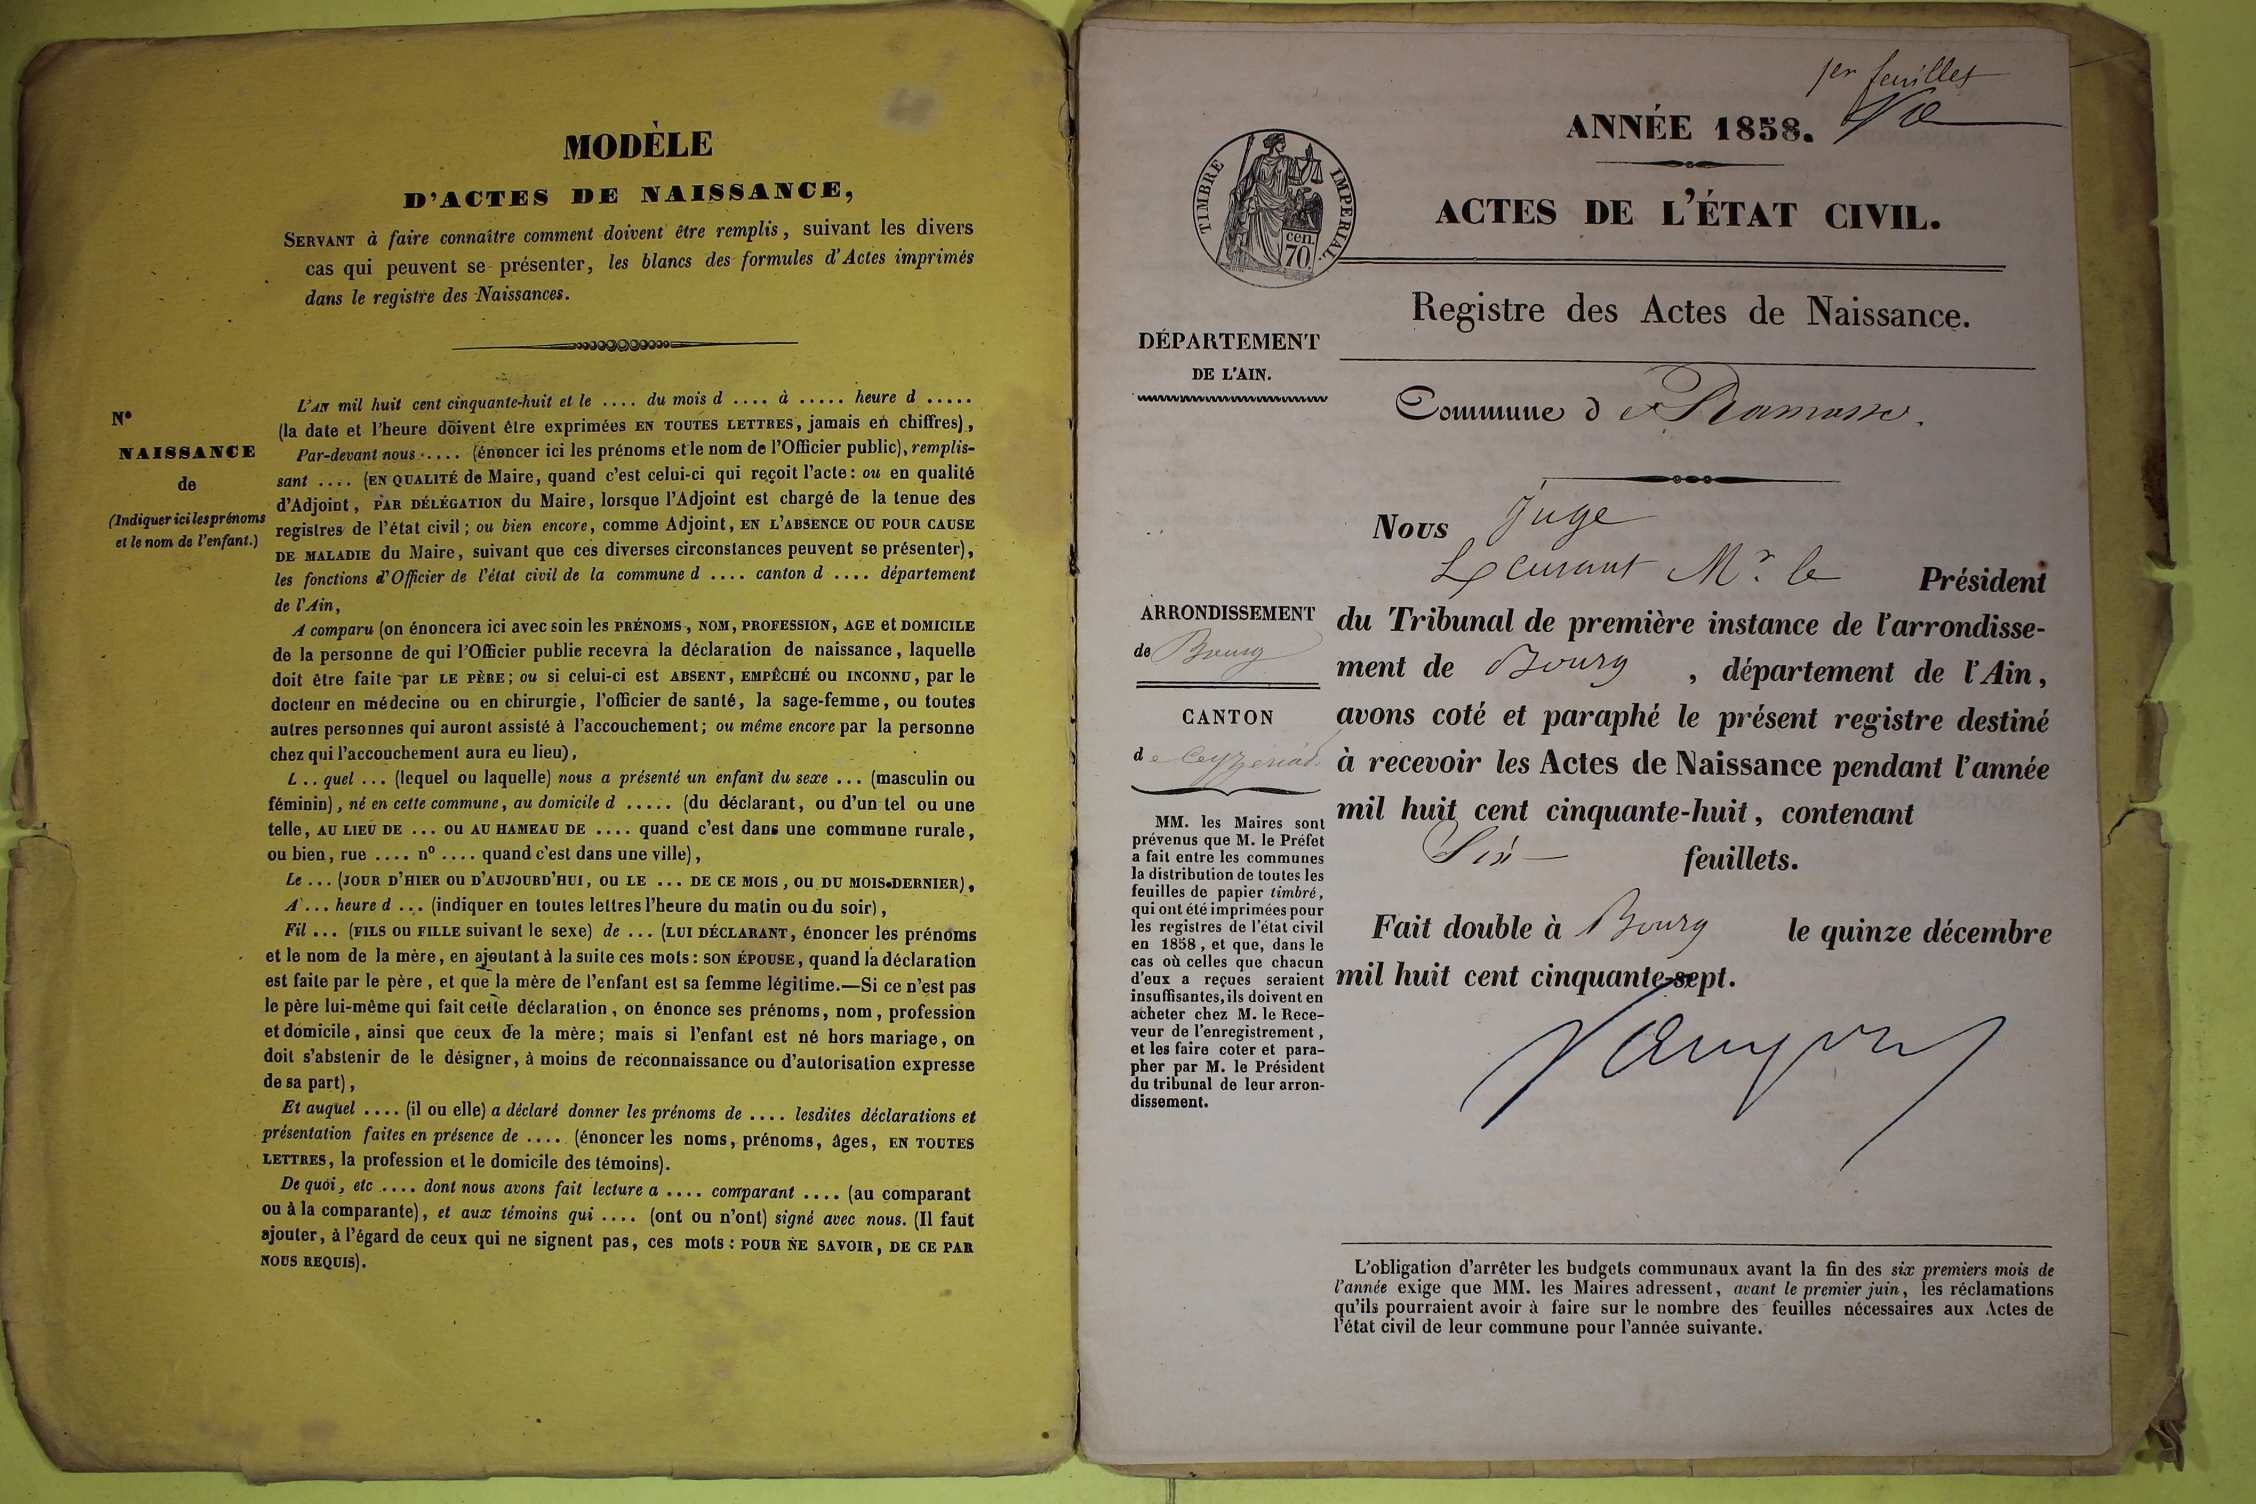 MODÈLE
D'ACTES DE NAISSANCE,
SERVANT à faire connaître comment doivent être remplis, suivant les divers
cas qui peuvent se présenter, les blancs des formules d'Actes imprimés
dans le registre des Naissances.
N°
NAISSANCE
de
(Indiquer ici les prénoms
et le nom de l'enfant.)
L'AN mil huit cent cinquante-huit et le .... du mois d .... à ..... heure d .....
(la date et l'heure doivent être exprimées EN TOUTES LETTRES, jamais en chiffres),
Par-devant nous .... (énoncer ici les prénoms et le nom de l'Officier public), remplis-
sant .... (EN QUALITÉ de Maire, quand c'est celui-ci qui reçoit l'acte: ou en qualité
d'Adjoint, PAR DÉLÉGATION du Maire, lorsque l'Adjoint est chargé de la tenue des
registres de l'état civil; ou bien encore, comme Adjoint, EN L'ABSENCE OU POUR CAUSE
DE MALADIE du Maire, suivant que ces diverses circonstances peuvent se présenter),
les fonctions d'Officier de l'état civil de la commune d .... canton d .... département
de l'Ain,
A comparu (on énoncera ici avec soin les PRÉNOMS, NOM, PROFESSION, AGE et DOMICILE
de la personne de qui l'Officier public recevra la déclaration de naissance, laquelle
doit être faite par LE PÈRE; ou si celui-ci est ABSENT, EMPÊCHÉ OU INCONNU, par le
docteur en médecine ou en chirurgie, l'officier de santé, la sage-femme, ou toutes
autres personnes qui auront assisté à l'accouchement; ou même encore par la personne
chez qui l'accouchement aura eu lieu),
L .. quel ... (lequel ou laquelle) nous a présenté un enfant du sexe ... (masculin ou
féminin), né en cette commune, au domicile d ..... (du déclarant, ou d'un tel ou une
telle, AU LIEU DE ... OU AU HAMEAU DE .... quand c'est dans une commune rurale,
ou bien, rue .... n° .... quand c'est dans une ville),
Le ... (JOUR D'HIER OU D'AUJOURD'HUI, OU LE ... DE CE MOIS, OU DU MOIS DERNIER),
A ... heure d ... (indiquer en toutes lettres l'heure du matin ou du soir),
Fil ... (FILS OU FILLE suivant le sexe) de ... (LUI DÉCLARANT, énoncer les prénoms
et le nom de la mère, en ajoutant à la suite ces mots: SON ÉPOUSE, quand la déclaration
est faite par le père, et que la mère de l'enfant est sa femme légitime.—Si ce n'est pas
le père lui-même qui fait cette déclaration, on énonce ses prénoms, nom, profession
et domicile, ainsi que ceux de la mère; mais si l'enfant est né hors mariage, on
doit s'abstenir de le désigner, à moins de reconnaissance ou d'autorisation expresse
de sa part),
Et auquel .... (il ou elle) a déclaré donner les prénoms de .... lesdites déclarations et
présentation faites en présence de .... (énoncer les noms, prénoms, âges, EN TOUTES
LETTRES, la profession et le domicile des témoins).
De quoi, etc .... dont nous avons fait lecture a .... comparant .... (au comparant
ou à la comparante), et aux témoins qui .... (ont ou n'ont) signé avec nous. (Il faut
ajouter, à l'égard de ceux qui ne signent pas, ces mots: POUR NE SAVOIR, DE CE PAR
NOUS REQUIS).
1er feuillet
ANNÉE 1858.
TIMBRE IMPERIAL.
cen.
70.
ACTES DE L'ÉTAT CIVIL.
Registre des Actes de Naissance.
DÉPARTEMENT
DE L'AIN.
Commune de Ramasse.
Nous Juge
Mr. le Président
ARRONDISSEMENT
de Bourg
CANTON
de Ceyzeriat.
du Tribunal de première instance de l'arrondisse-
ment de Bourg, département de l'Ain,
avons coté et paraphé le présent registre destiné
à recevoir les Actes de Naissance pendant l'année
mil huit cent cinquante-huit, contenant
Six feuillets.
Fait double à Bourg le quinze décembre
mil huit cent cinquante-sept.
MM. les Maires sont
prévenus que M. le Préfet
a fait entre les communes
la distribution de toutes les
feuilles de papier timbré,
qui ont été imprimées pour
les registres de l'état civil
en 1858, et que, dans le
cas où celles que chacun
d'eux a reçues seraient
insuffisantes, ils doivent en
acheter chez M. le Rece-
veur de l'enregistrement,
et les faire coter et para-
pher par M. le Président
du tribunal de leur arron-
dissement.
L'obligation d'arrêter les budgets communaux avant la fin des six premiers mois de
l'année exige que MM. les Maires adressent, avant le premier juin, les réclamations
qu'ils pourraient avoir à faire sur le nombre des feuilles nécessaires aux Actes de
l'état civil de leur commune pour l'année suivante.